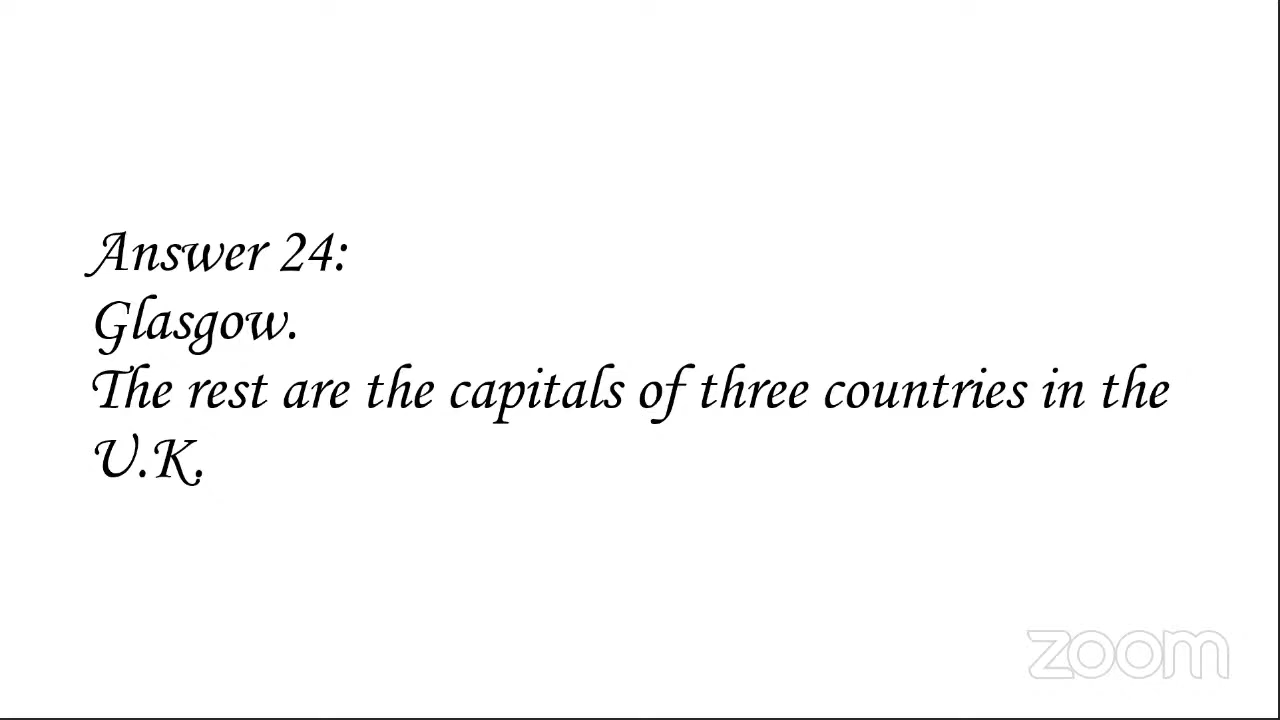 Answer 24:
Glasgow.
The rest are the capitals of three countries in the
U.K.
zoom